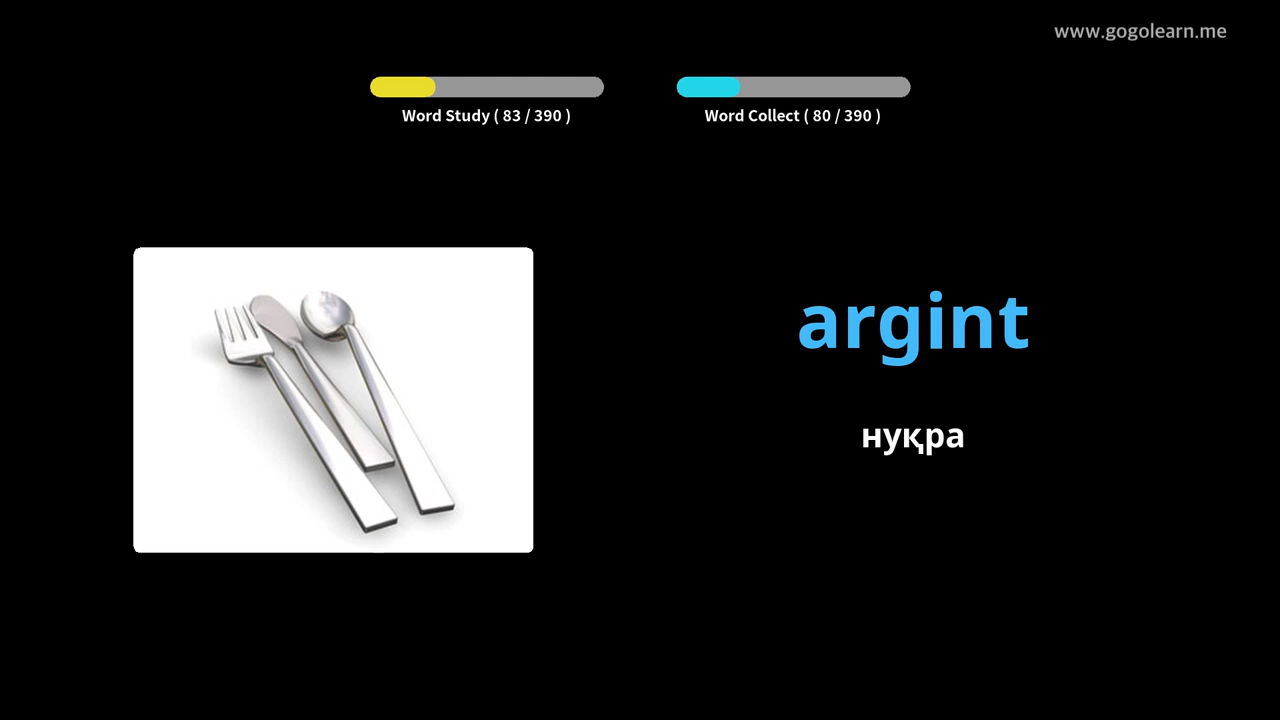 www.gogolearn.me
Word Study ( 83 / 390 )
Word Collect ( 80 / 390 )
argint
нуқра